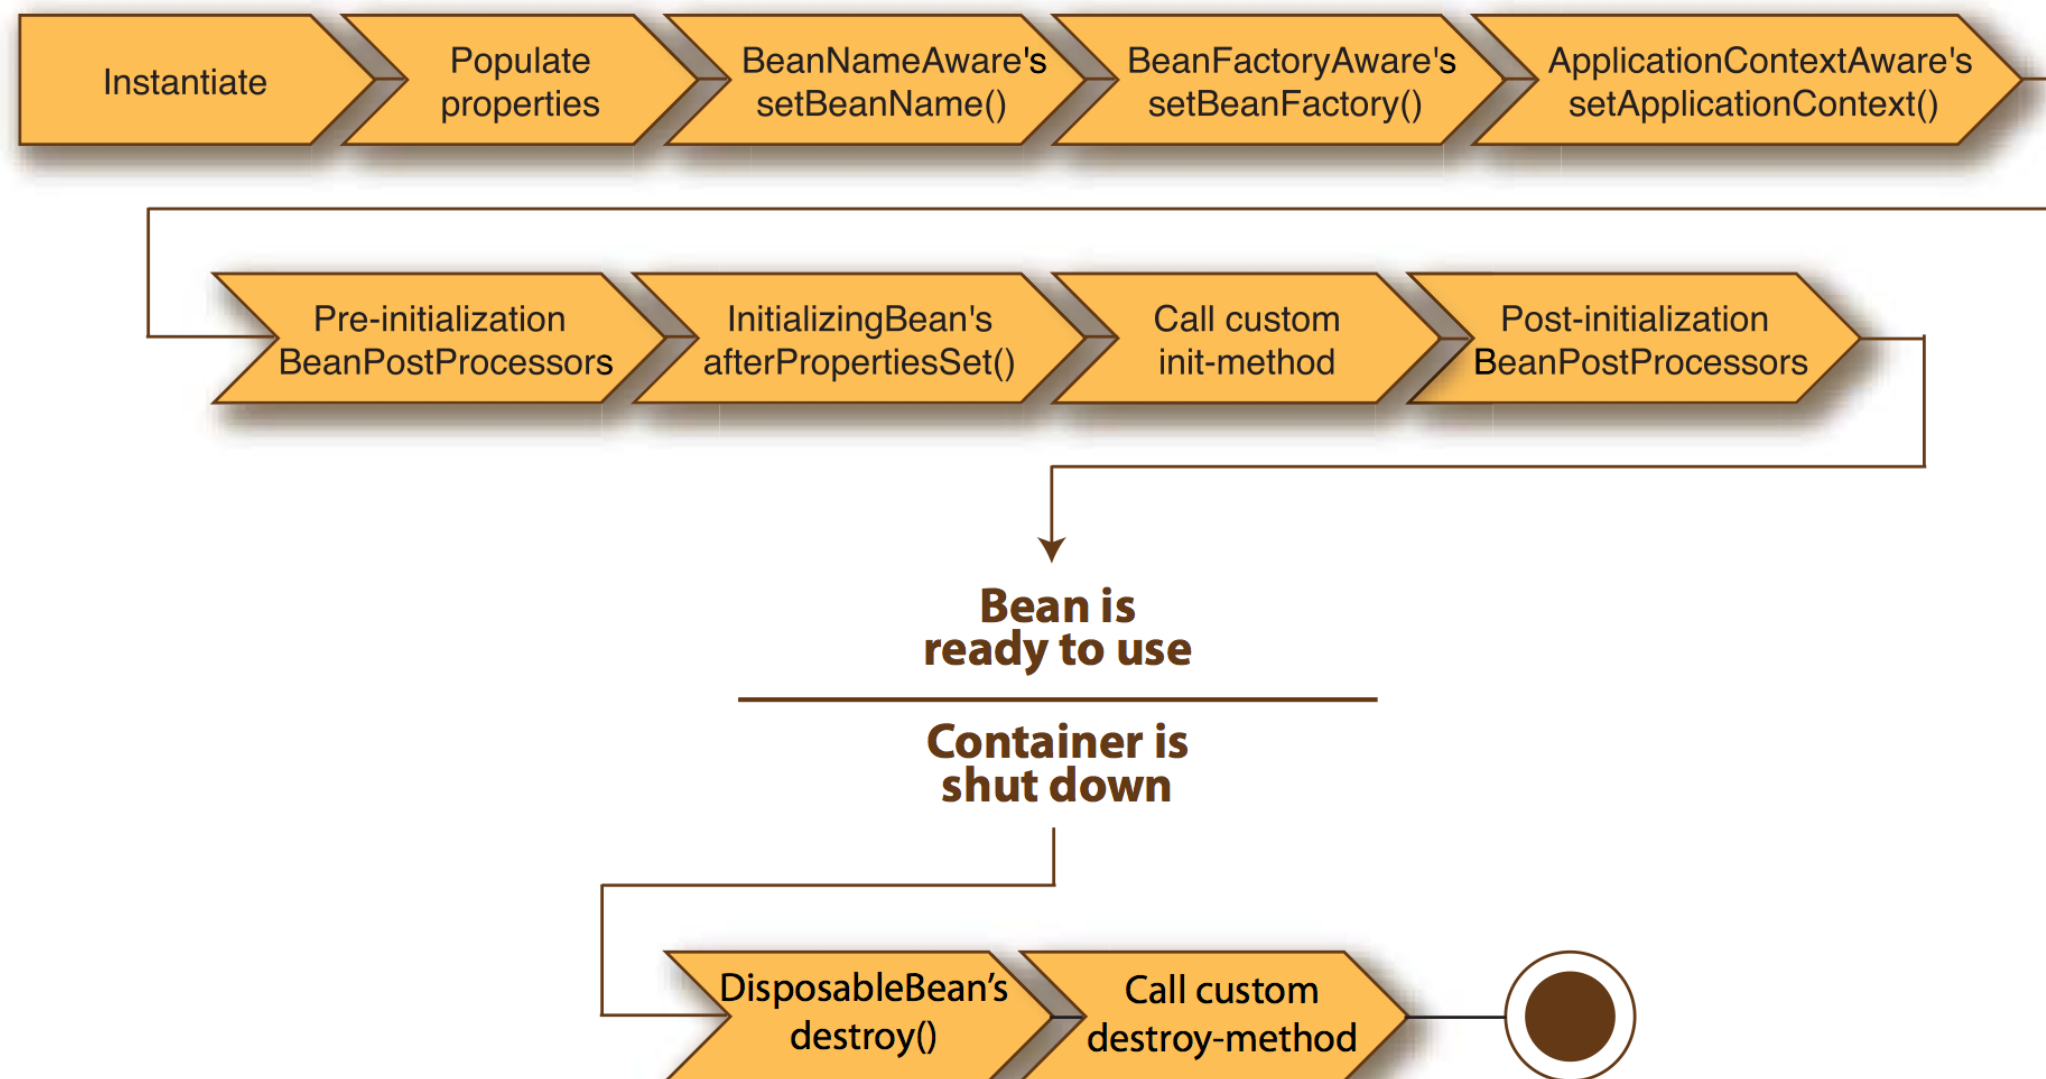 Instantiate
Populate
properties
BeanNameAware's
setBeanName()
BeanFactoryAware's
setBeanFactory()
ApplicationContextAware's
setApplicationContext()
Pre-initialization
BeanPostProcessors
InitializingBean's
afterPropertiesSet()
Call custom
init-method
Post-initialization
BeanPostProcessors
Bean is
ready to use
Container is
shut down
DisposableBean’s
destroy()
Call custom
destroy-method